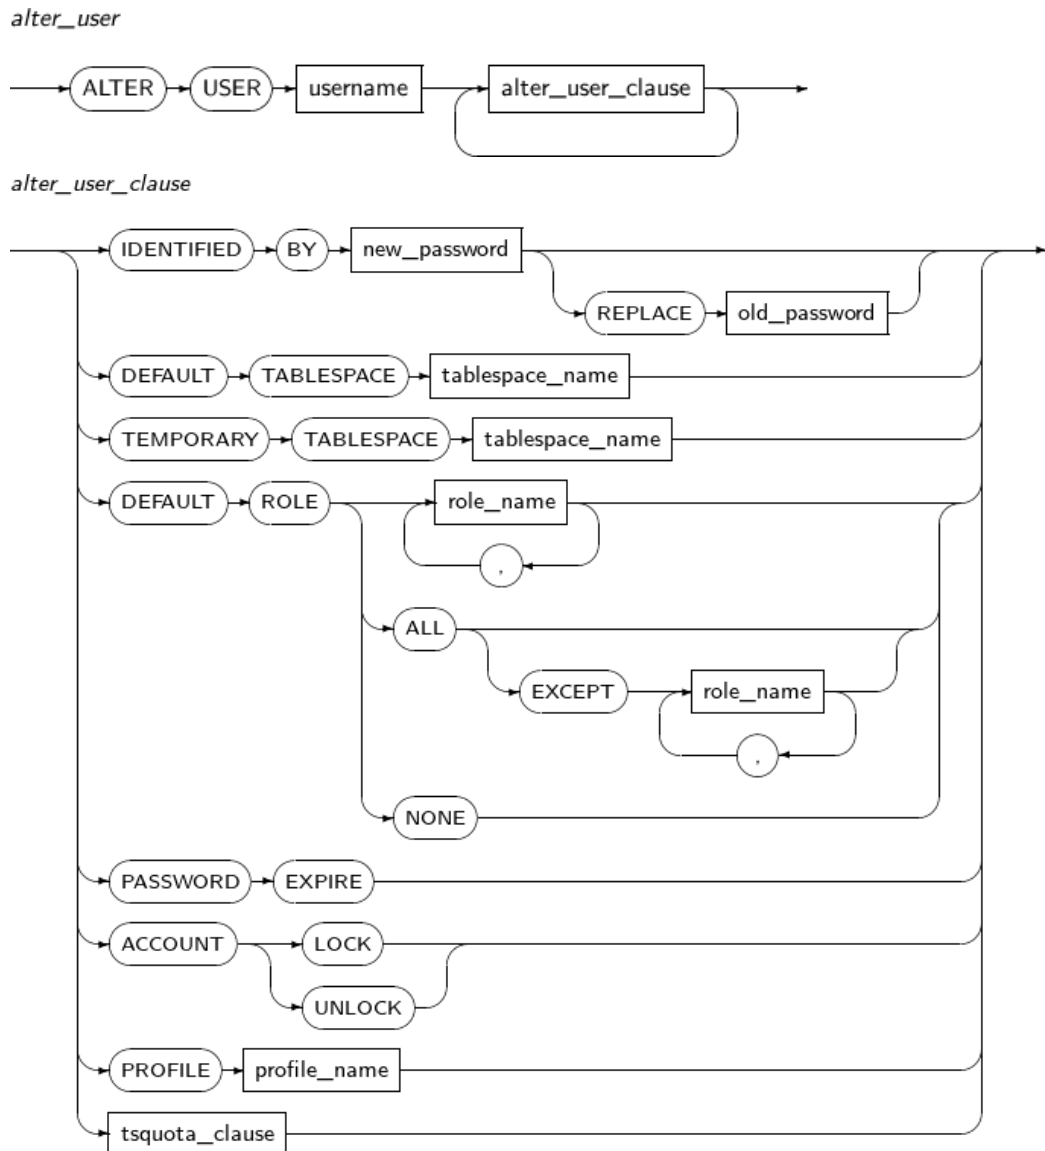 alter_user
ALTER USER username alter_user_clause
alter_user_clause
IDENTIFIED BY new_password
REPLACE old_password
DEFAULT TABLESPACE tablespace_name
TEMPORARY TABLESPACE tablespace_name
DEFAULT ROLE role_name
,
ALL
EXCEPT role_name
,
NONE
PASSWORD EXPIRE
ACCOUNT LOCK
UNLOCK
PROFILE profile_name
tsquota_clause